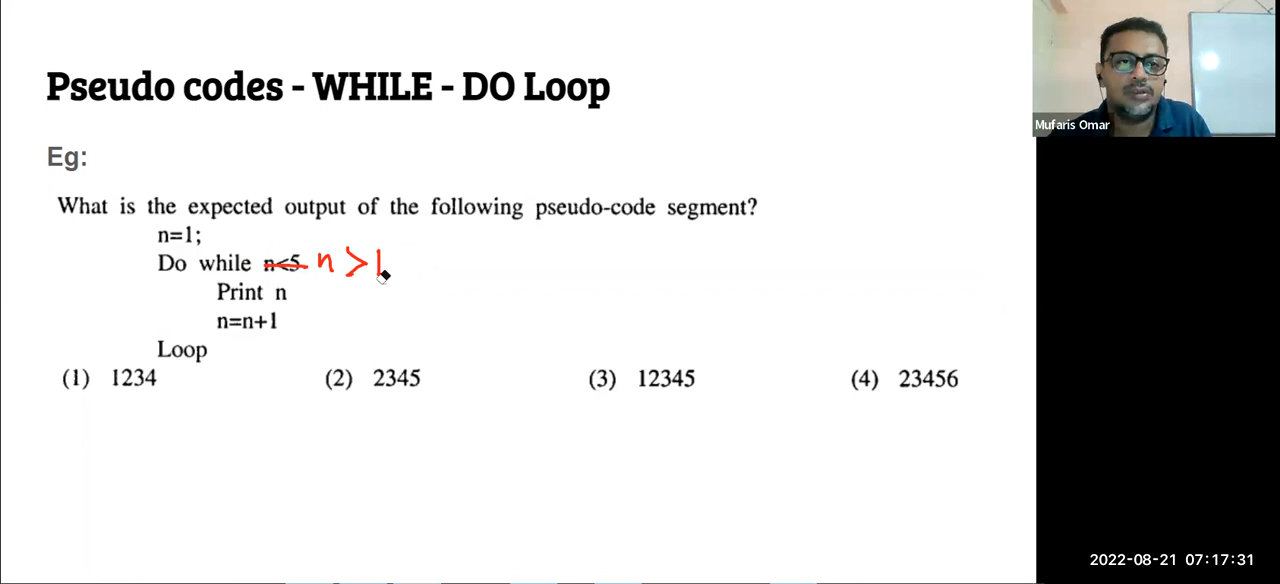 Pseudo codes - WHILE - DO Loop
Mufaris Omar
Eg:
What is the expected output of the following pseudo-code segment?
n=1;
Do while n<5 n > 1
Print n
n=n+1
Loop
(1) 1234 (2) 2345 (3) 12345 (4) 23456
2022-08-21 07:17:31